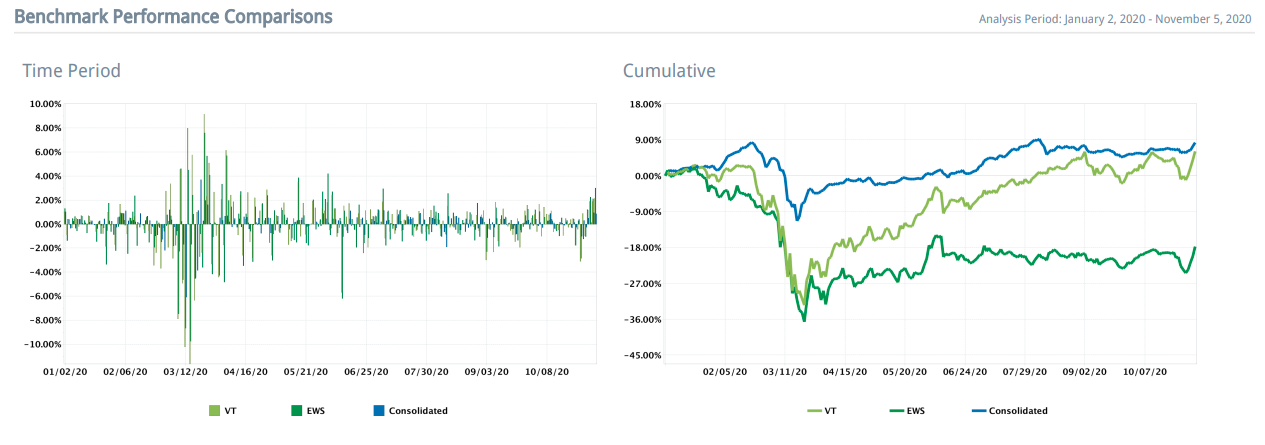 Benchmark Performance Comparisons
Analysis Period: January 2, 2020 - November 5, 2020
Time Period
10.00%
8.00%
6.00%
4.00%
2.00%
0.00%
-2.00%
-4.00%
-6.00%
-8.00%
-10.00%
01/02/20 02/06/20 03/12/20 04/16/20 05/21/20 06/25/20 07/30/20 09/03/20 10/08/20
VT EWS Consolidated
Cumulative
18.00%
9.00%
0.00%
-9.00%
-18.00%
-27.00%
-36.00%
-45.00%
02/05/20 03/11/20 04/15/20 05/20/20 06/24/20 07/29/20 09/02/20 10/07/20
VT EWS Consolidated